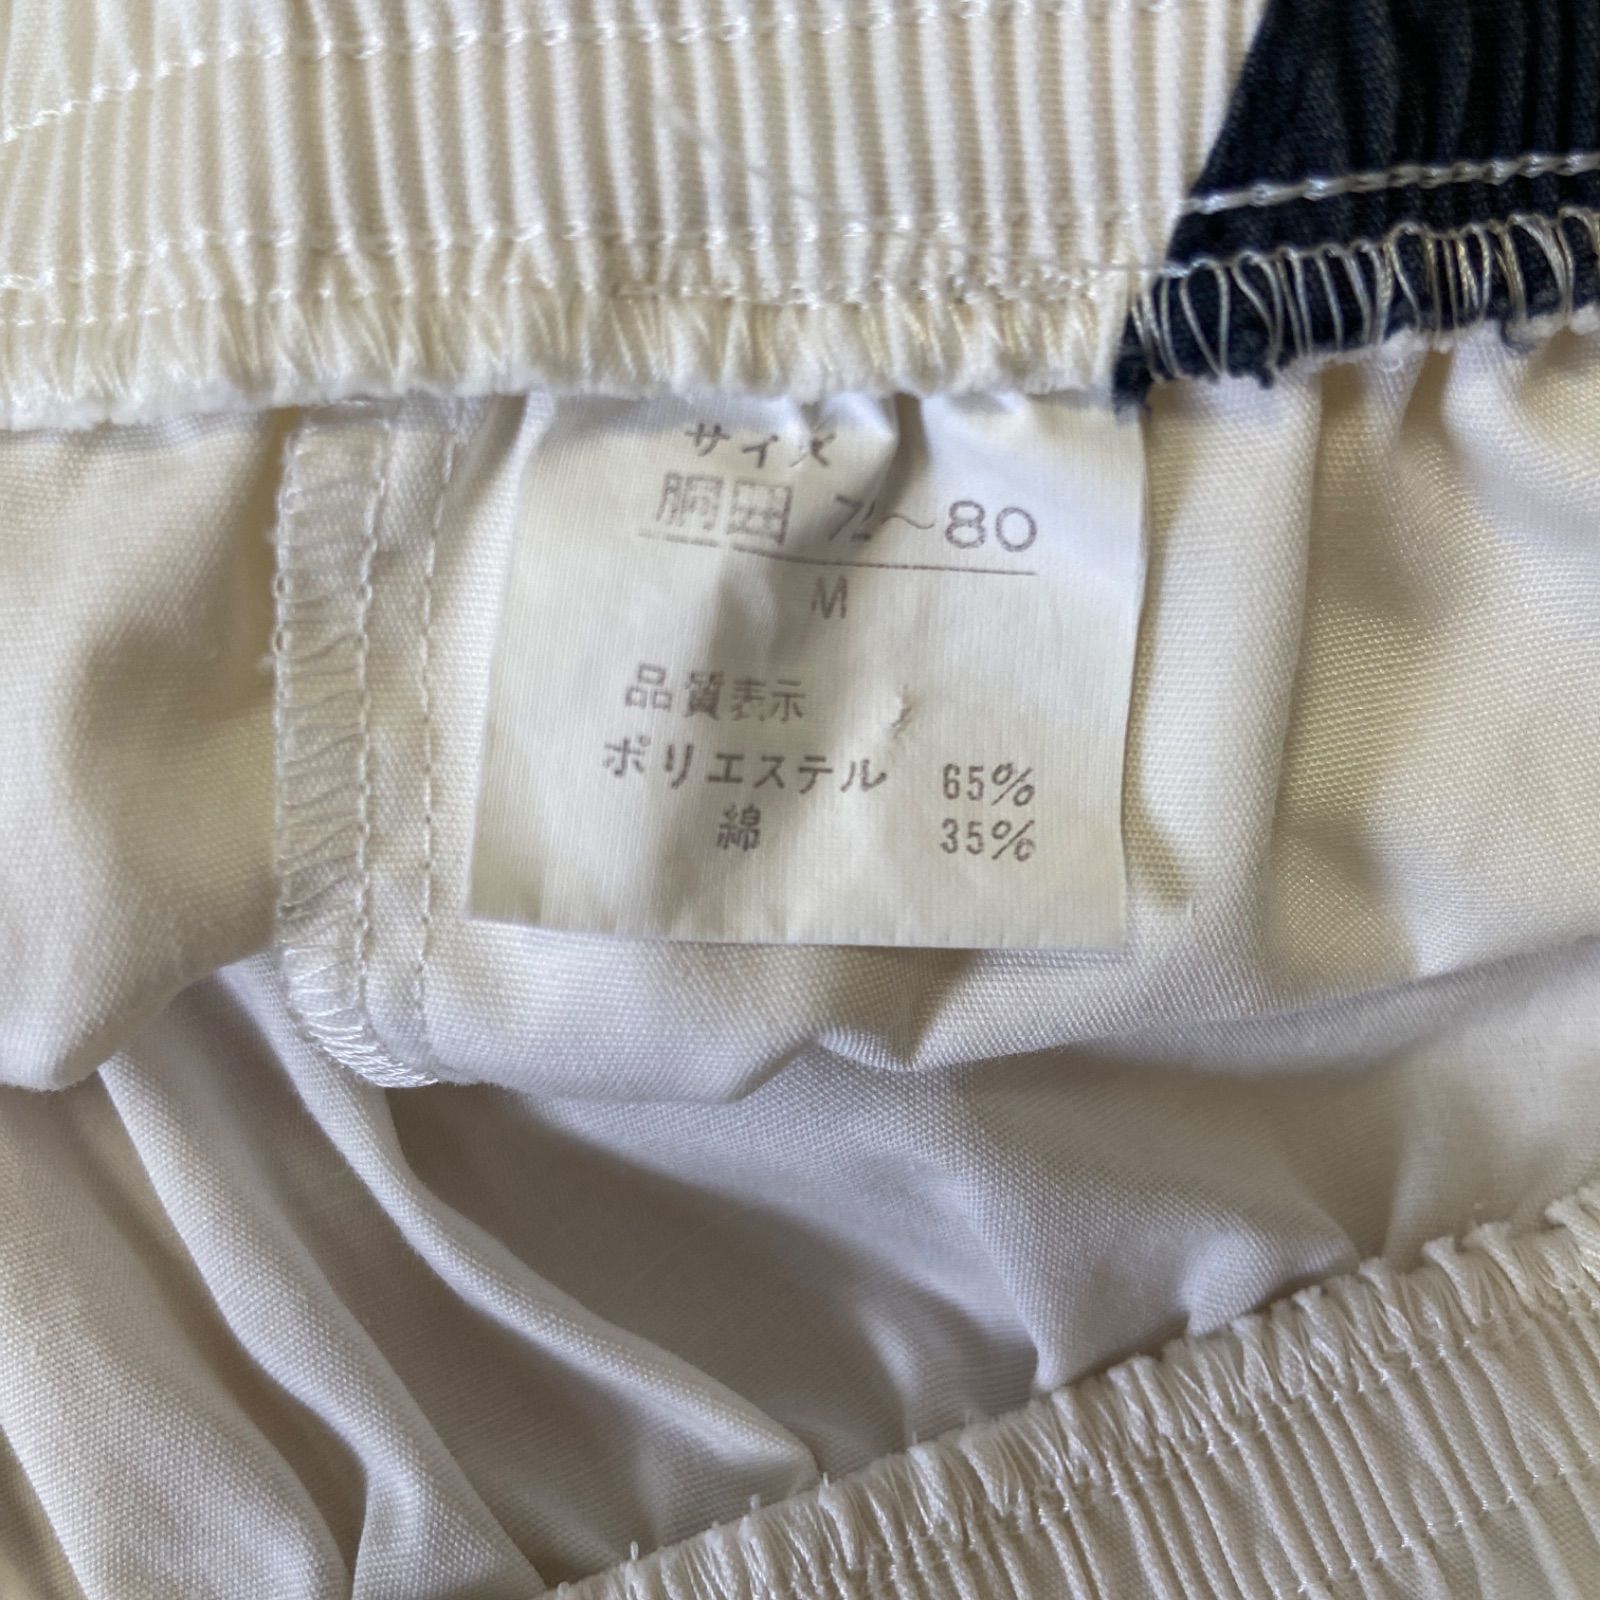 サイズ
胴囲 72〜80
M
品質表示
ポリエステル 65%
綿 35%